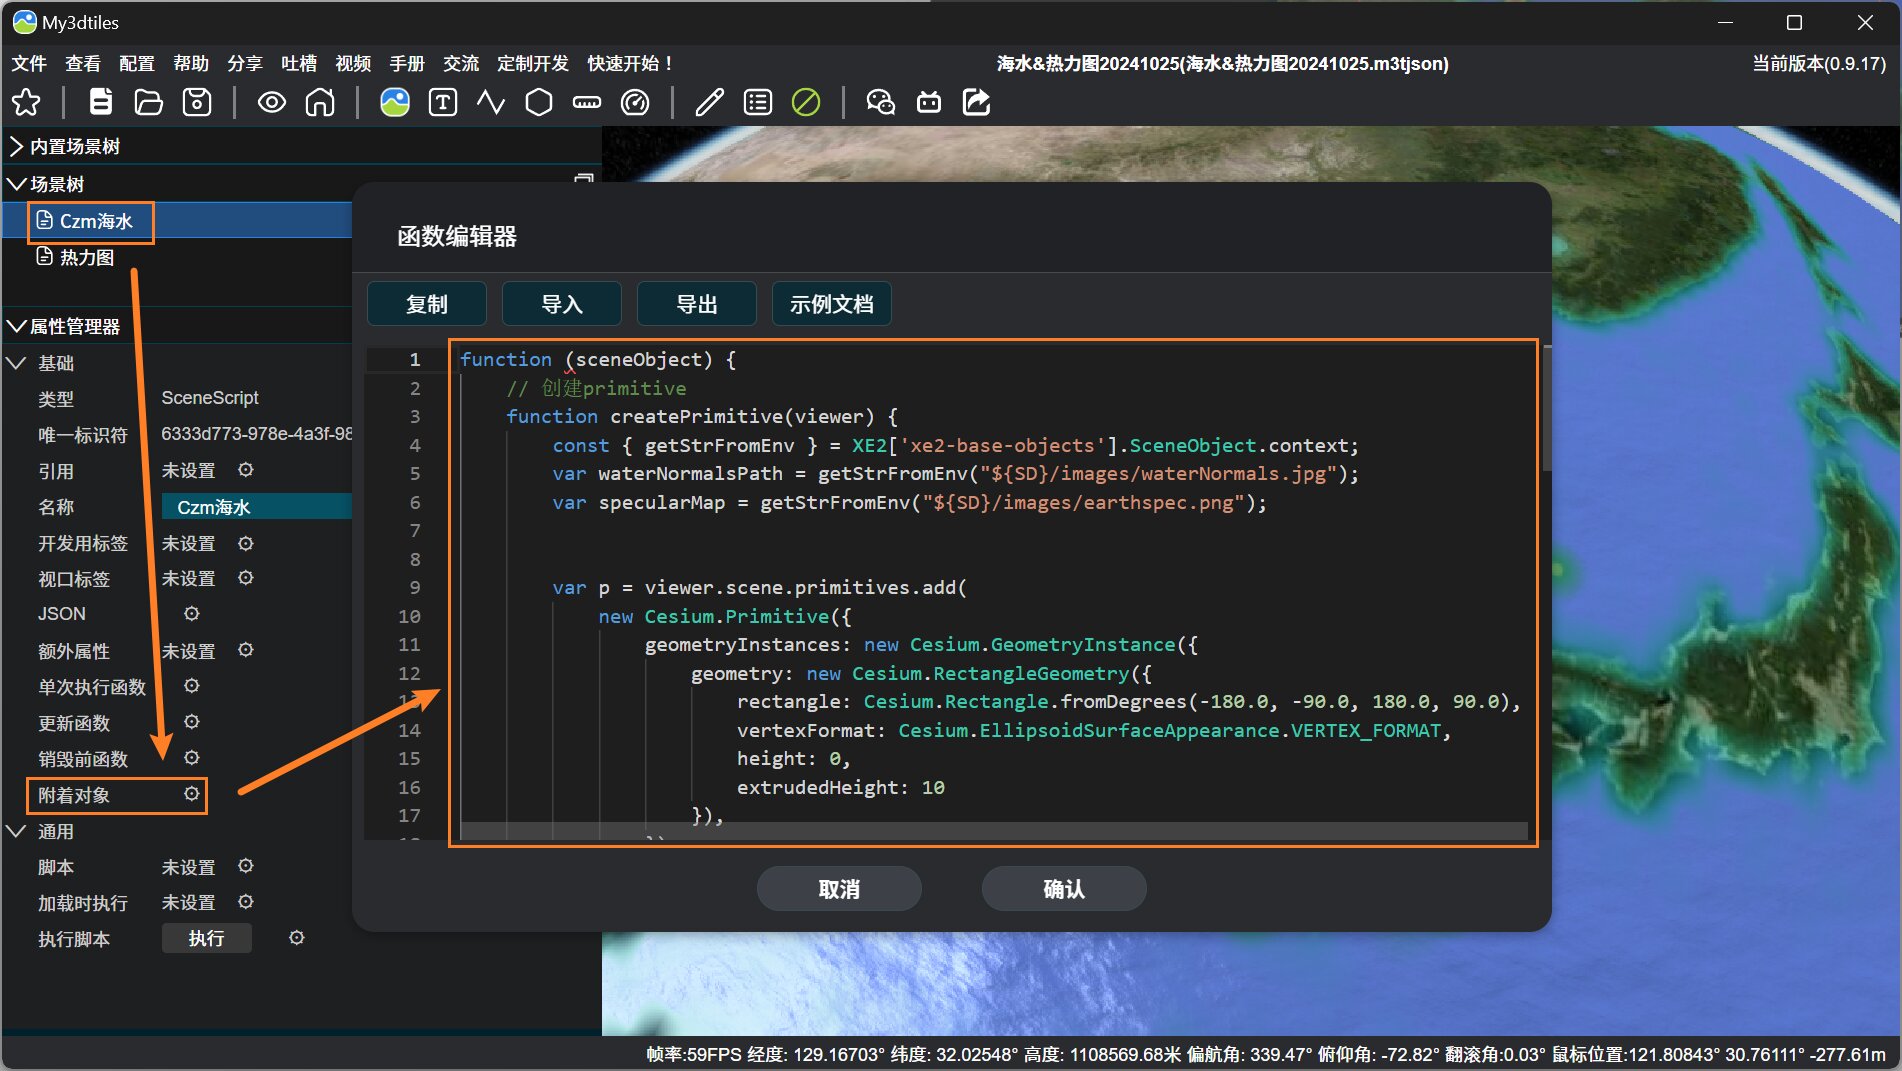 My3dtiles
文件 查看 配置 帮助 分享 吐槽 视频 手册 交流 定制开发 快速开始！
海水&热力图20241025(海水&热力图20241025.m3tjson)
当前版本(0.9.17)
内置场景树
场景树
Czm海水
热力图
属性管理器
基础
类型 SceneScript
唯一标识符 6333d773-978e-4a3f-98
引用 未设置
名称 Czm海水
开发用标签 未设置
视口标签 未设置
JSON
额外属性 未设置
单次执行函数
更新函数
销毁前函数
附着对象
通用
脚本 未设置
加载时执行 未设置
执行脚本 执行
函数编辑器
复制 导入 导出 示例文档
1 function (sceneObject) {
2 // 创建primitive
3 function createPrimitive(viewer) {
4 const { getStrFromEnv } = XE2['xe2-base-objects'].SceneObject.context;
5 var waterNormalsPath = getStrFromEnv("${SD}/images/waterNormals.jpg");
6 var specularMap = getStrFromEnv("${SD}/images/earthspec.png");
7
8
9 var p = viewer.scene.primitives.add(
10 new Cesium.Primitive({
11 geometryInstances: new Cesium.GeometryInstance({
12 geometry: new Cesium.RectangleGeometry({
13 rectangle: Cesium.Rectangle.fromDegrees(-180.0, -90.0, 180.0, 90.0),
14 vertexFormat: Cesium.EllipsoidSurfaceAppearance.VERTEX_FORMAT,
15 height: 0,
16 extrudedHeight: 10
17 }),
取消 确认
帧率:59FPS 经度: 129.16703° 纬度: 32.02548° 高度: 1108569.68米 偏航角: 339.47° 俯仰角: -72.82° 翻滚角:0.03° 鼠标位置:121.80843° 30.76111° -277.61m